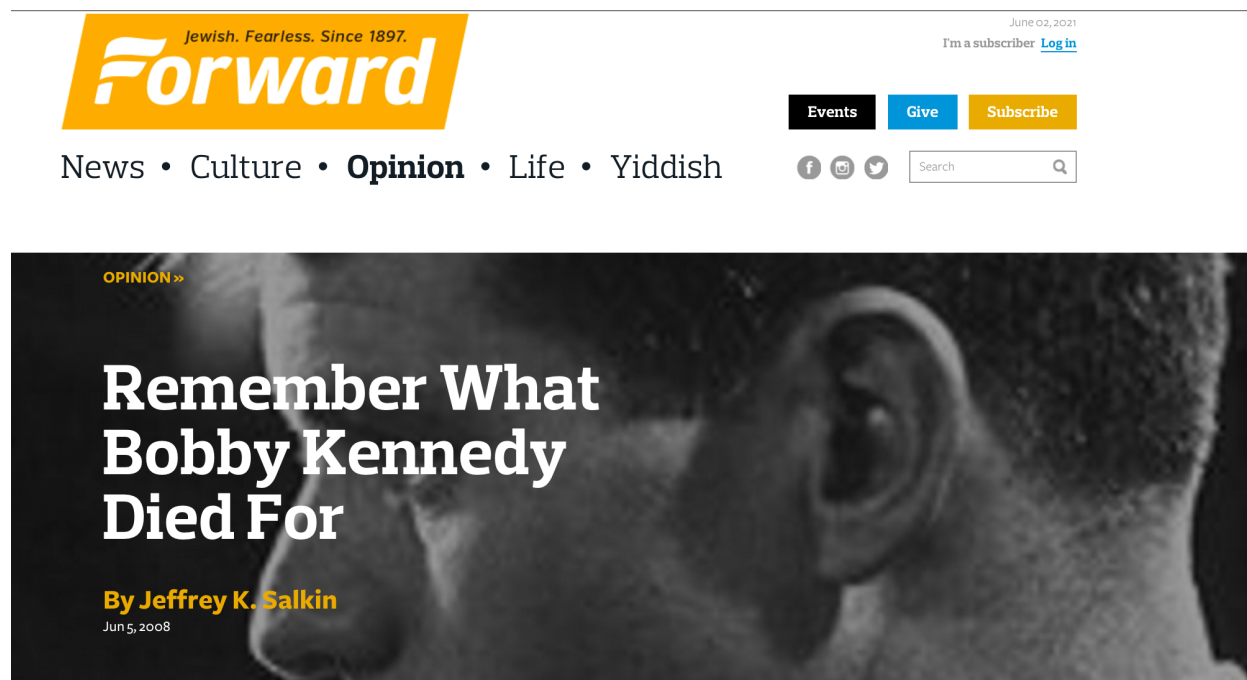 June 02, 2021
Jewish. Fearless. Since 1897.
Forward
I'm a subscriber Log in
Events Give Subscribe
News • Culture • Opinion • Life • Yiddish
Search
OPINION »
Remember What
Bobby Kennedy
Died For
By Jeffrey K. Salkin
Jun 5, 2008